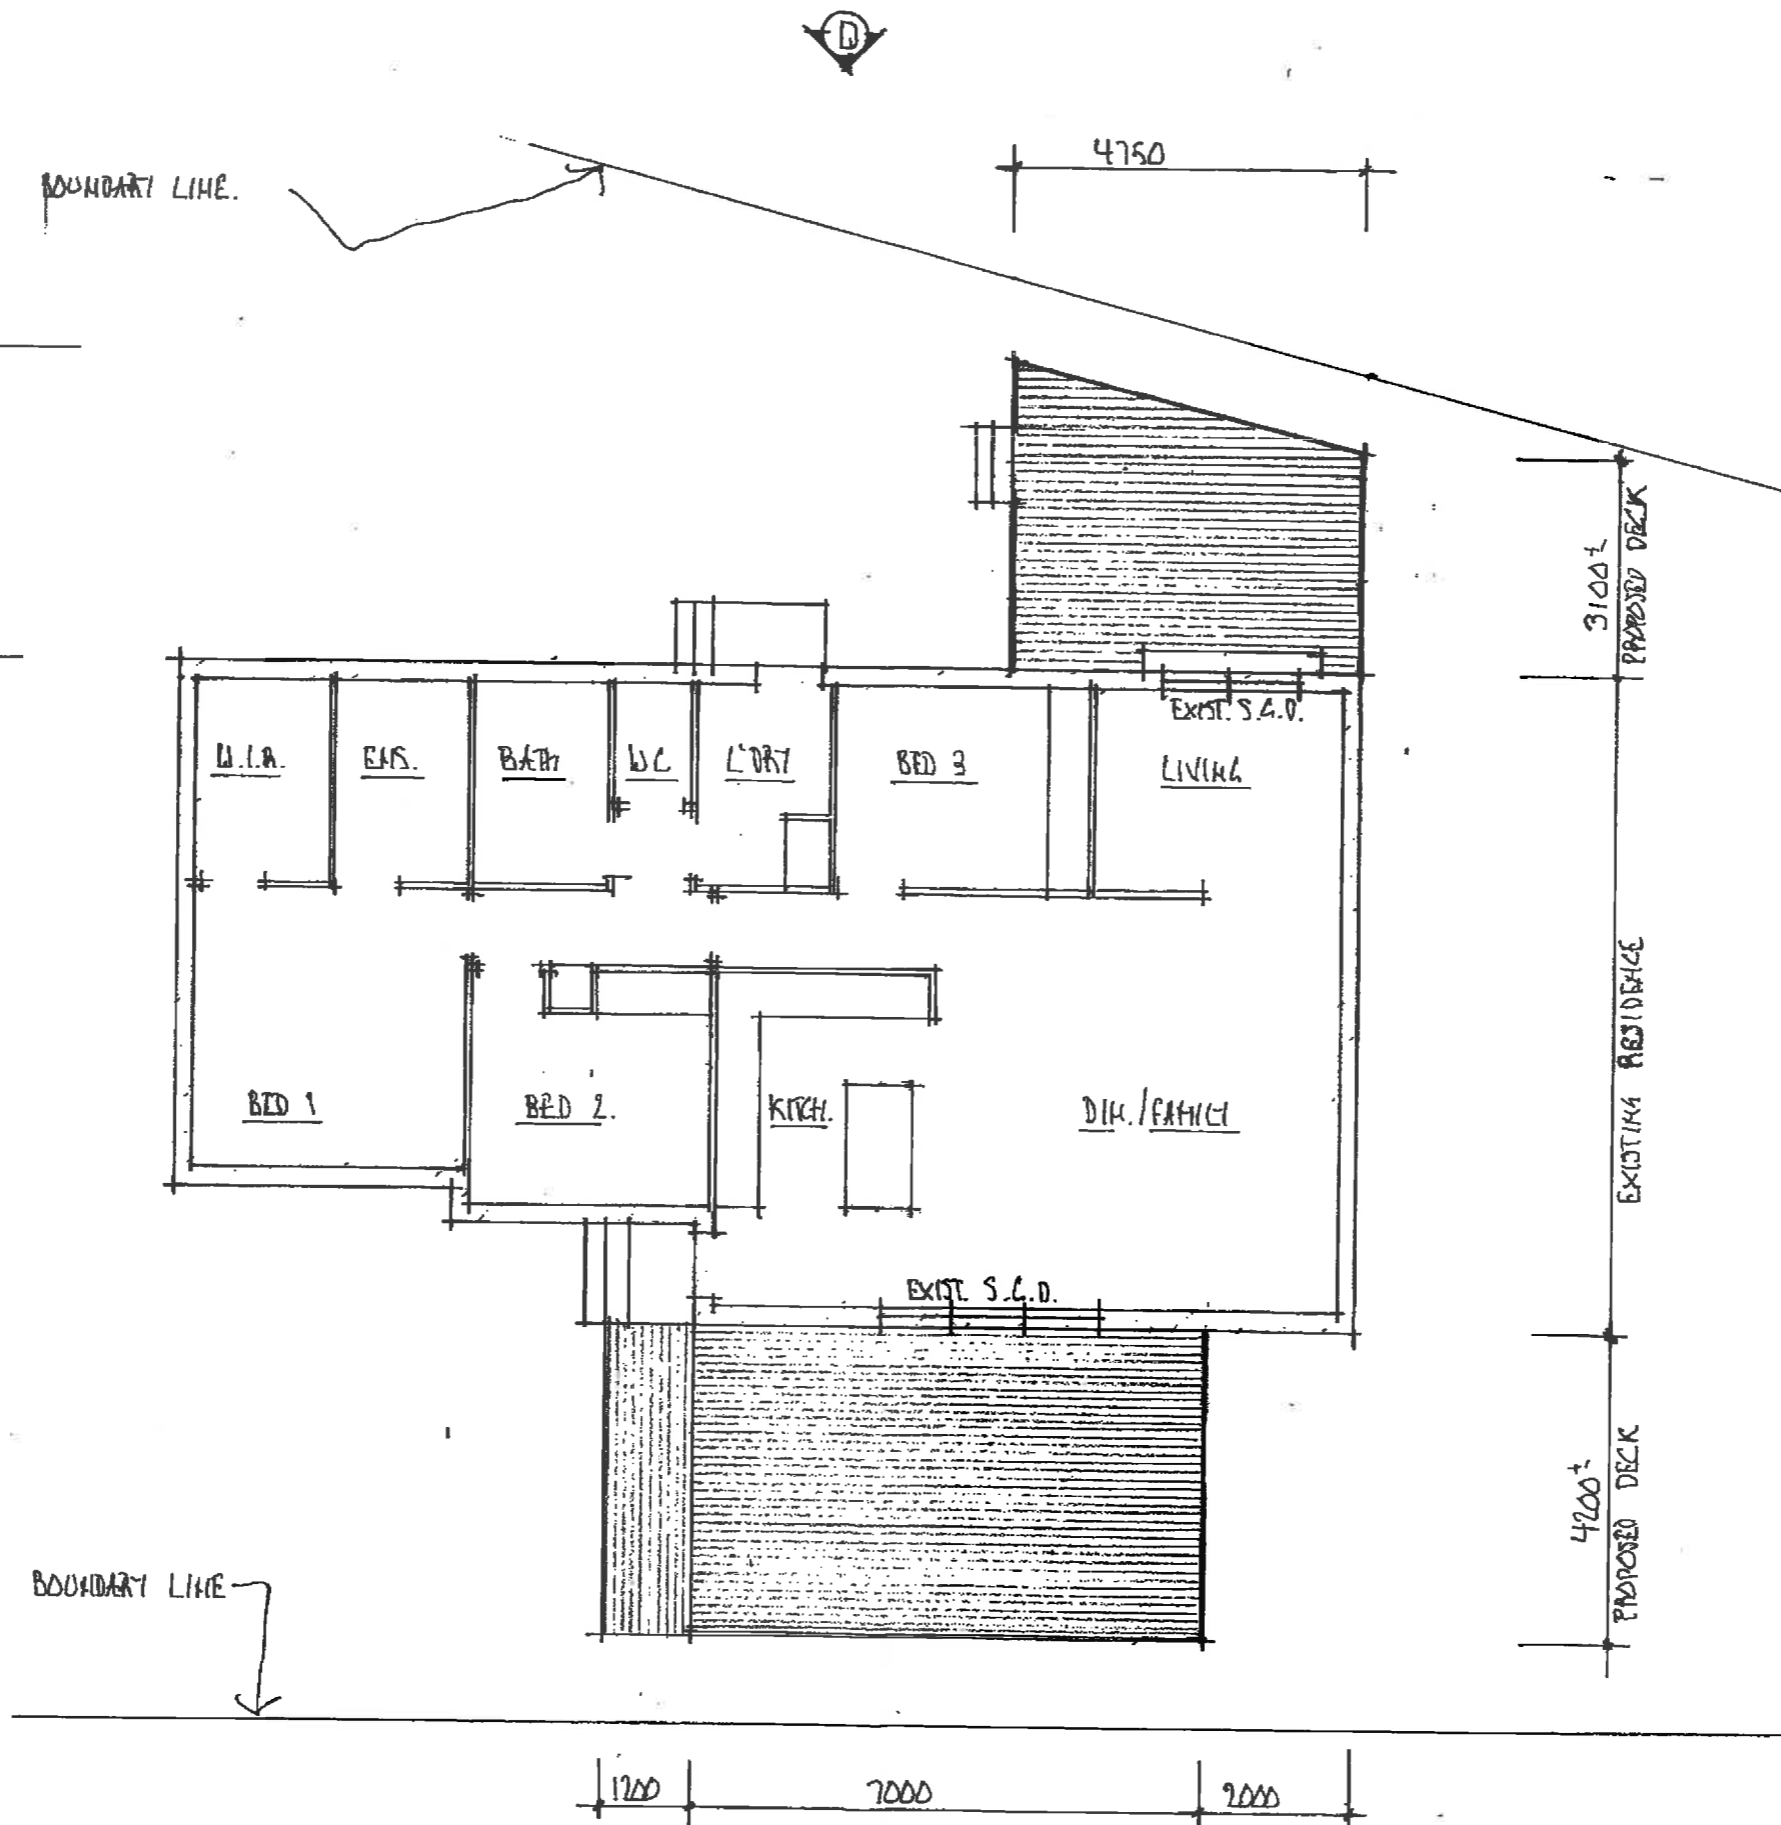 D
4750
BOUNDARY LINE.
3100±
PROPOSED DECK
EXIST. S.G.D.
W.I.R.
ENS.
BATH
WC
L'DRY
BED 3
LIVING
EXISTING RESIDENCE
BED 1
BED 2.
KITCH.
DIN./FAMILY
EXIST. S.G.D.
4200±
PROPOSED DECK
BOUNDARY LINE
1200
7000
2000